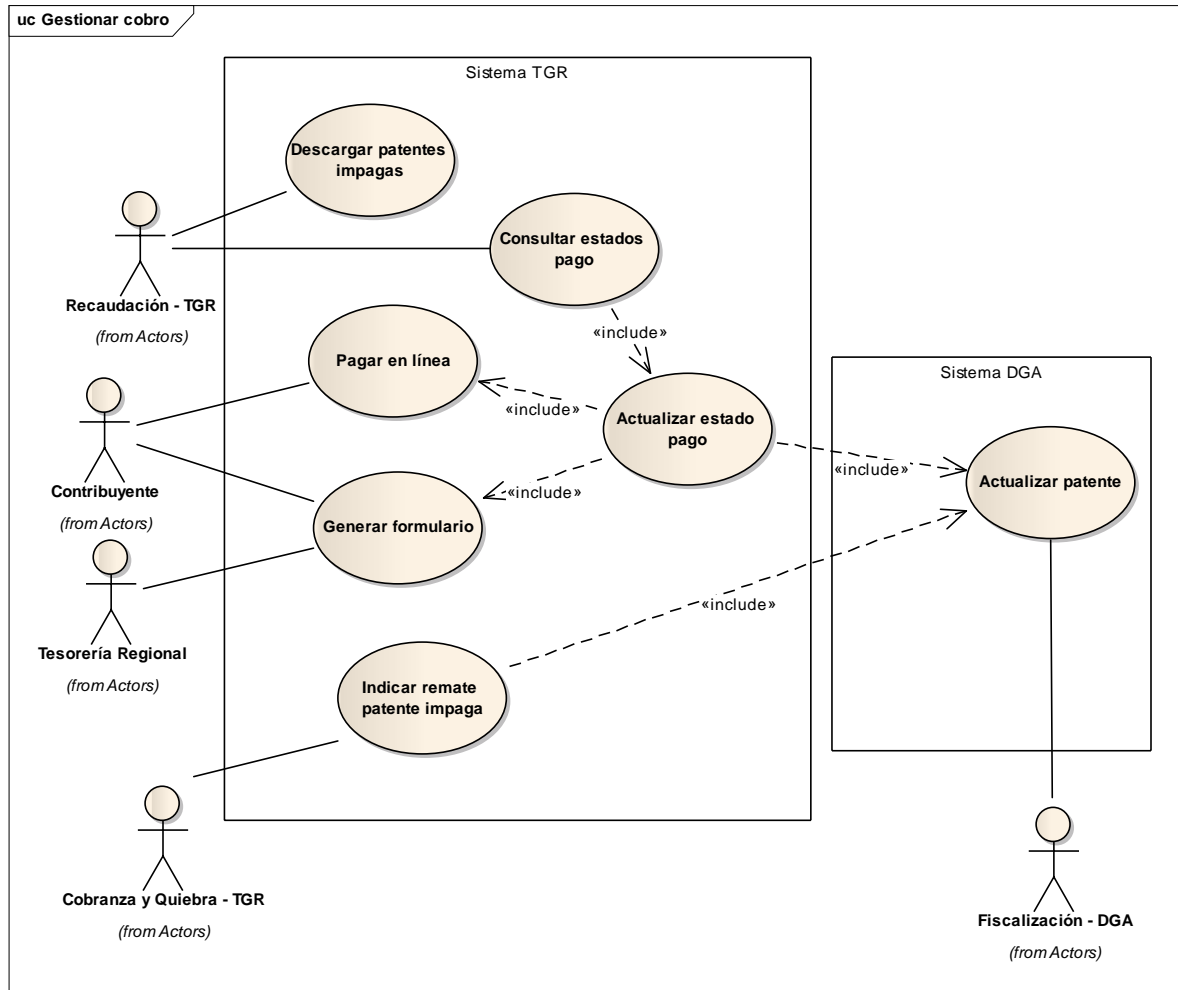 uc Gestionar cobro
Sistema TGR
Descargar patentes
impagas
Consultar estados
pago
Recaudación - TGR
(from Actors)
«include»
Pagar en línea
Sistema DGA
Actualizar estado
pago
«include»
Contribuyente
(from Actors)
«include»
Actualizar patente
«include»
Generar formulario
Tesorería Regional
(from Actors)
«include»
Indicar remate
patente impaga
Cobranza y Quiebra - TGR
(from Actors)
Fiscalización - DGA
(from Actors)